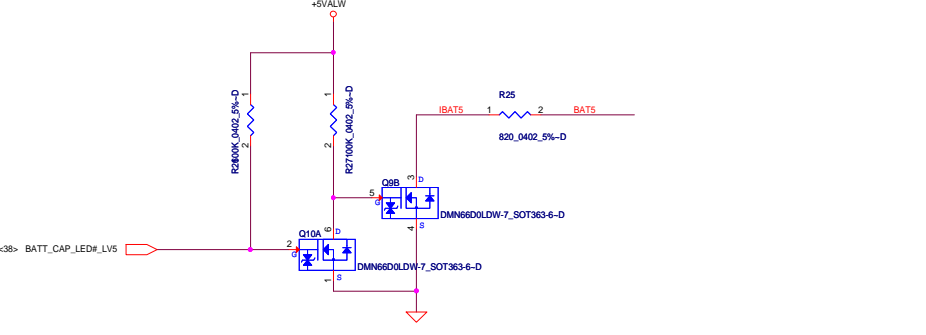 +5VALW
R25
1
1
IBAT5
1
2
BAT5
R27100K_0402_5%~D
820_0402_5%~D
2
2
3
D
Q9B
5
G
DMN66D0LDW-7_SOT363-6~D
6
D
4
S
Q10A
<38> BATT_CAP_LED#_LV5
2
G
DMN66D0LDW-7_SOT363-6~D
1
S